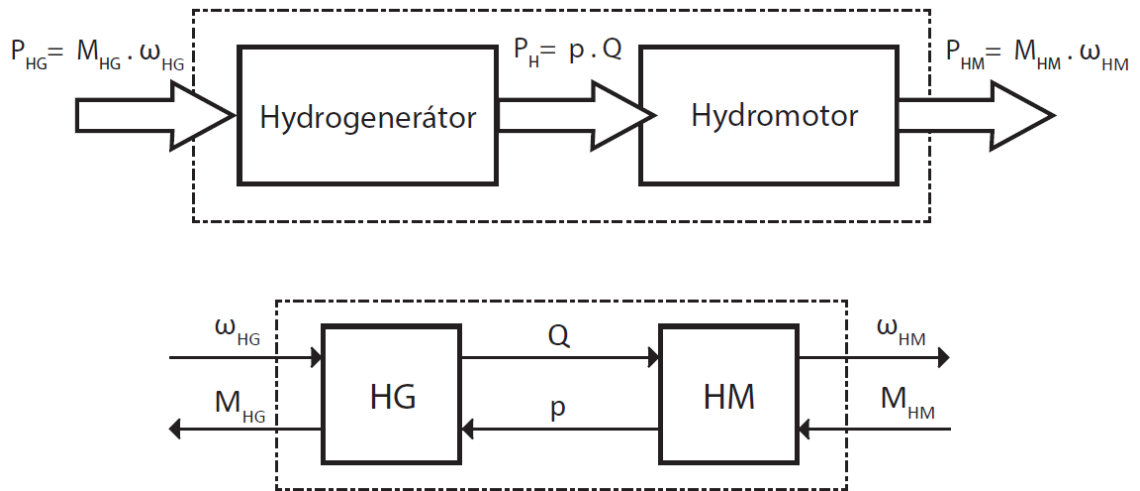 P_HG = M_HG . ω_HG
P_H = p . Q
P_HM = M_HM . ω_HM
Hydrogenerátor
Hydromotor
ω_HG
Q
ω_HM
HG
HM
M_HG
p
M_HM